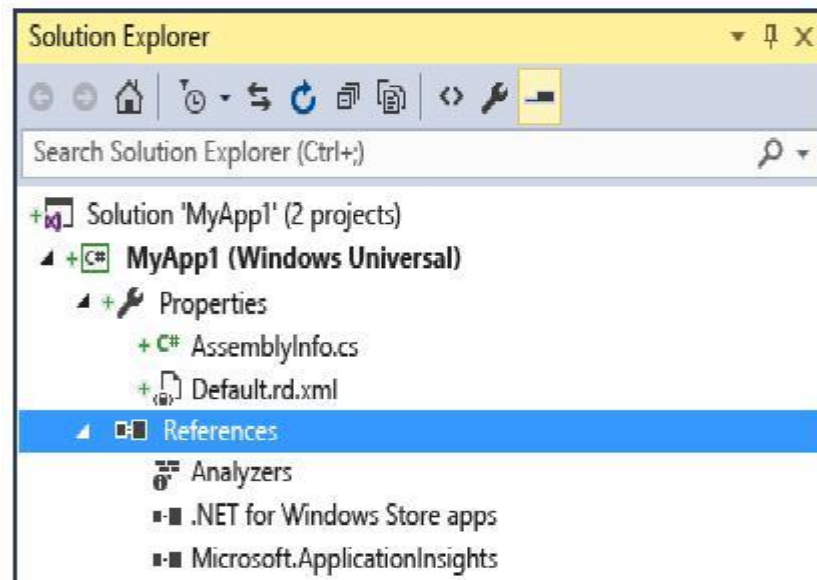 Solution Explorer
Search Solution Explorer (Ctrl+;)
+ Solution 'MyApp1' (2 projects)
+ C# MyApp1 (Windows Universal)
+ Properties
+ C# AssemblyInfo.cs
+ Default.rd.xml
References
Analyzers
.NET for Windows Store apps
Microsoft.ApplicationInsights